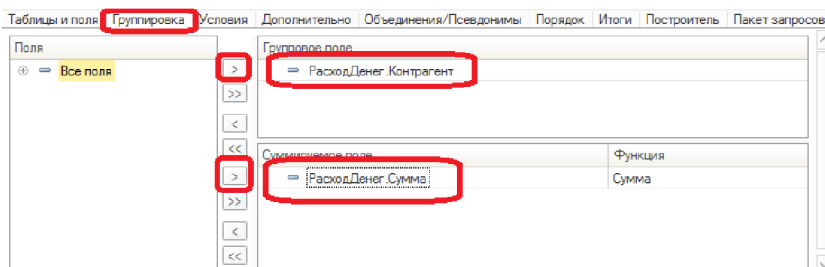 Таблицы и поля Группировка Условия Дополнительно Объединения/Псевдонимы Порядок Итоги Построитель Пакет запросов
Поля
Групповое поле
Все поля
>
РасходДенег.Контрагент
>>
<
<<
Суммируемое поле Функция
>
РасходДенег.Сумма Сумма
>>
<
<<